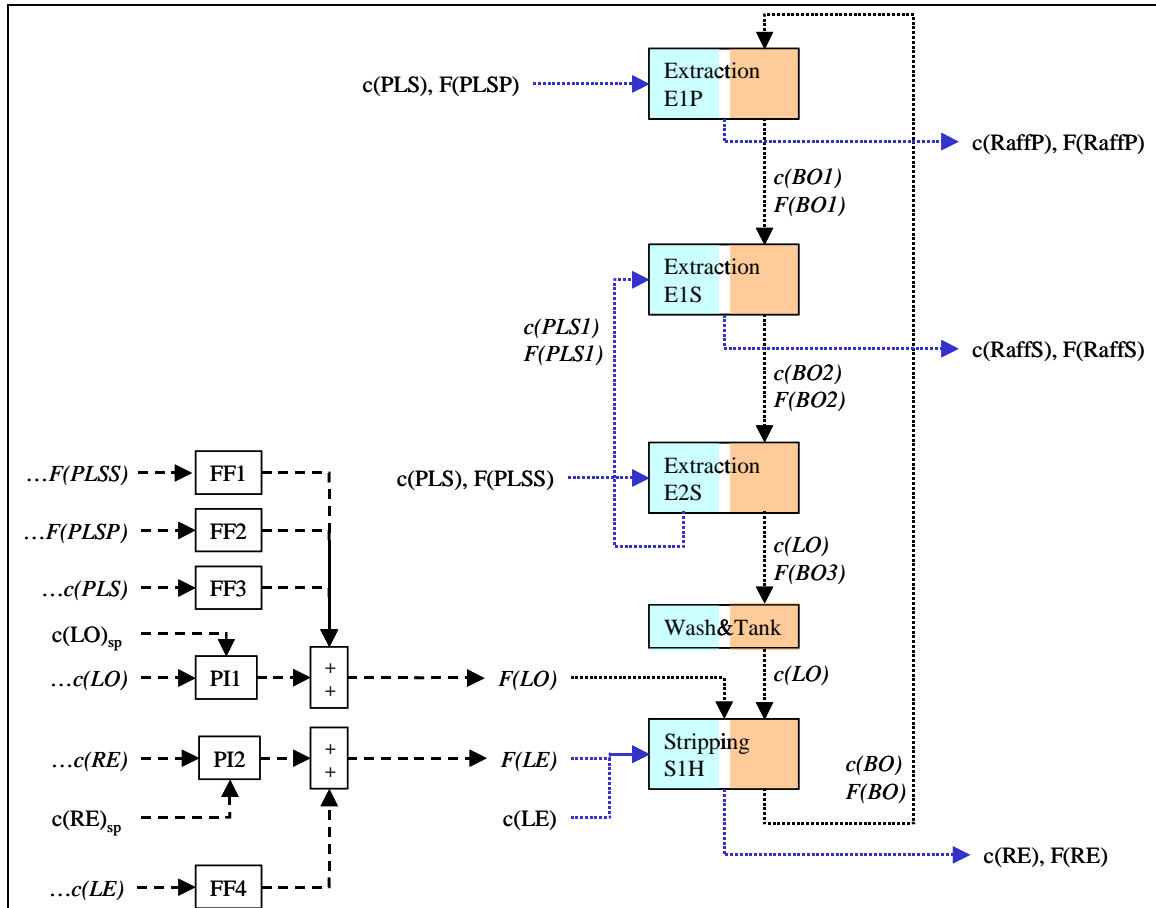 Extraction
E1P
c(PLS), F(PLSP)
c(RaffP), F(RaffP)
c(BO1)
F(BO1)
Extraction
E1S
c(PLS1)
F(PLS1)
c(RaffS), F(RaffS)
c(BO2)
F(BO2)
Extraction
E2S
c(PLS), F(PLSS)
c(LO)
F(BO3)
Wash&Tank
c(LO)
Stripping
S1H
c(BO)
F(BO)
c(RE), F(RE)
…F(PLSS)
FF1
…F(PLSP)
FF2
…c(PLS)
FF3
c(LO)sp
…c(LO)
PI1
+
+
F(LO)
…c(RE)
PI2
+
+
F(LE)
c(RE)sp
c(LE)
…c(LE)
FF4